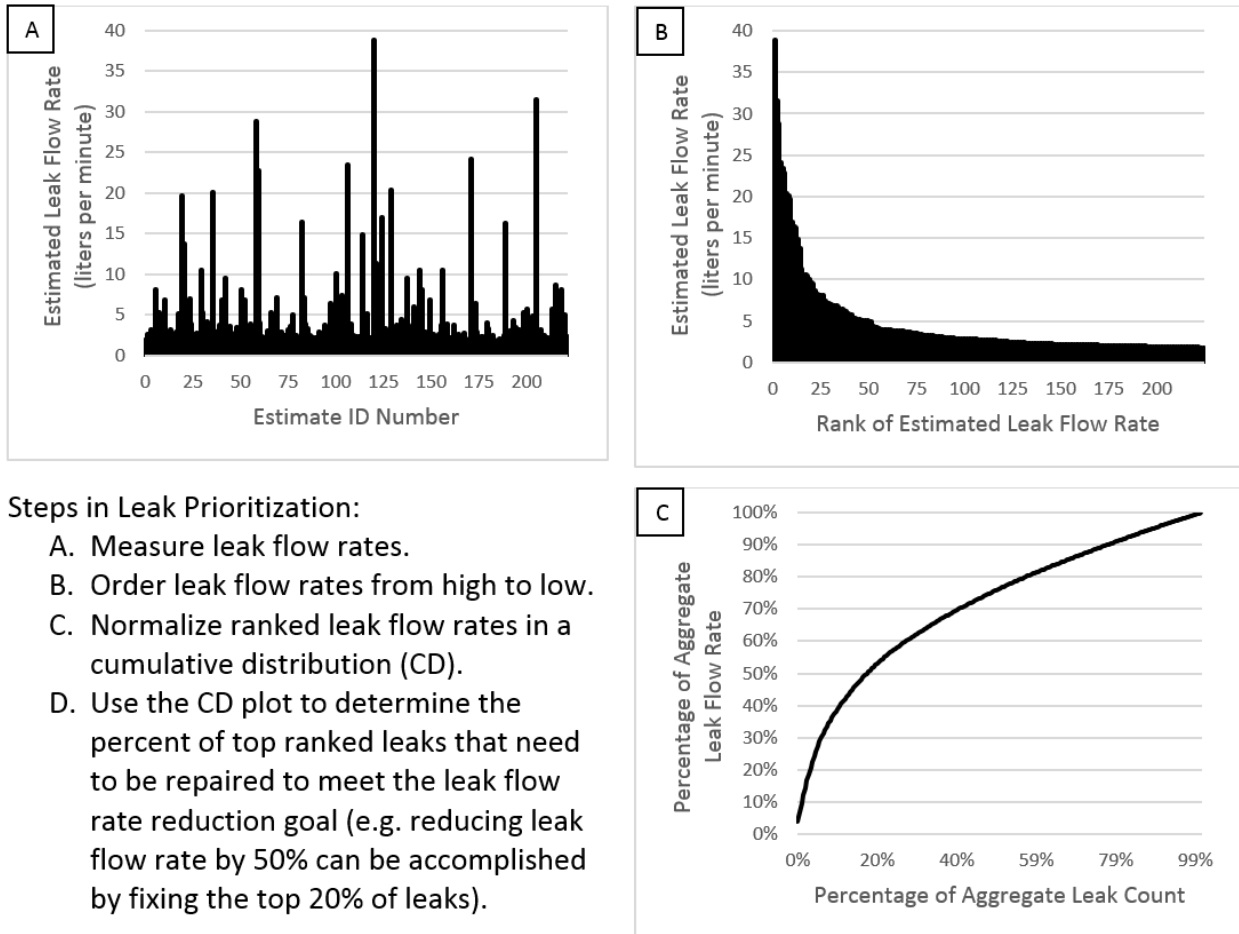 A
40
35
30
25
20
15
10
5
0
Estimated Leak Flow Rate
(liters per minute)
0 25 50 75 100 125 150 175 200
Estimate ID Number
B
40
35
30
25
20
15
10
5
0
Estimated Leak Flow Rate
(liters per minute)
0 25 50 75 100 125 150 175 200
Rank of Estimated Leak Flow Rate
Steps in Leak Prioritization:
A. Measure leak flow rates.
B. Order leak flow rates from high to low.
C. Normalize ranked leak flow rates in a
cumulative distribution (CD).
D. Use the CD plot to determine the
percent of top ranked leaks that need
to be repaired to meet the leak flow
rate reduction goal (e.g. reducing leak
flow rate by 50% can be accomplished
by fixing the top 20% of leaks).
C
100%
90%
80%
70%
60%
50%
40%
30%
20%
10%
0%
Percentage of Aggregate
Leak Flow Rate
0% 20% 40% 59% 79% 99%
Percentage of Aggregate Leak Count